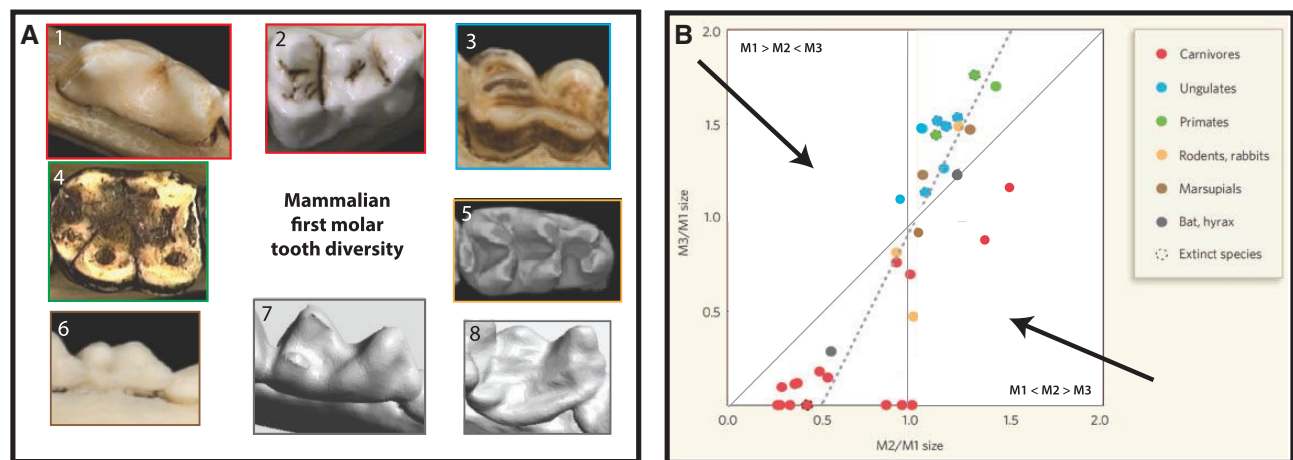 A
1
2
3
4
Mammalian
first molar
tooth diversity
5
6
7
8
B
M1 > M2 < M3
M1 < M2 > M3
2.0
1.5
1.0
0.5
0.0
0.5
1.0
1.5
2.0
M3/M1 size
M2/M1 size
Carnivores
Ungulates
Primates
Rodents, rabbits
Marsupials
Bat, hyrax
Extinct species